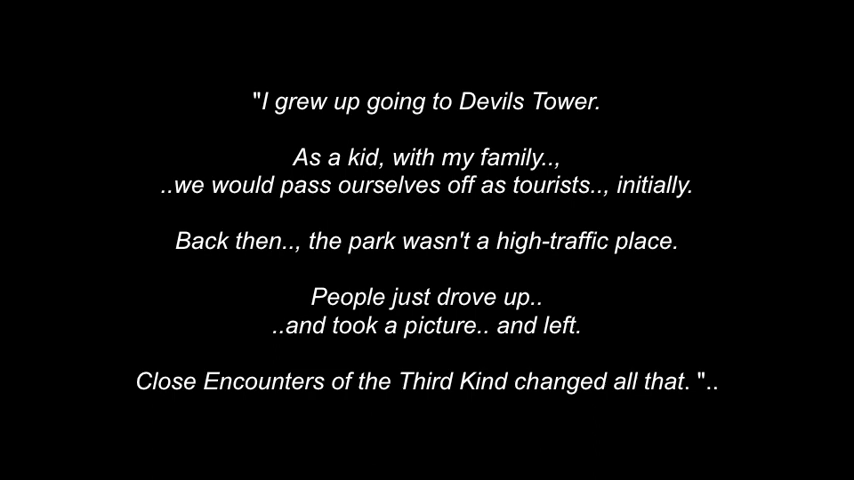 "I grew up going to Devils Tower.
As a kid, with my family..,
..we would pass ourselves off as tourists.., initially.
Back then.., the park wasn't a high-traffic place.
People just drove up..
..and took a picture.. and left.
Close Encounters of the Third Kind changed all that. "..